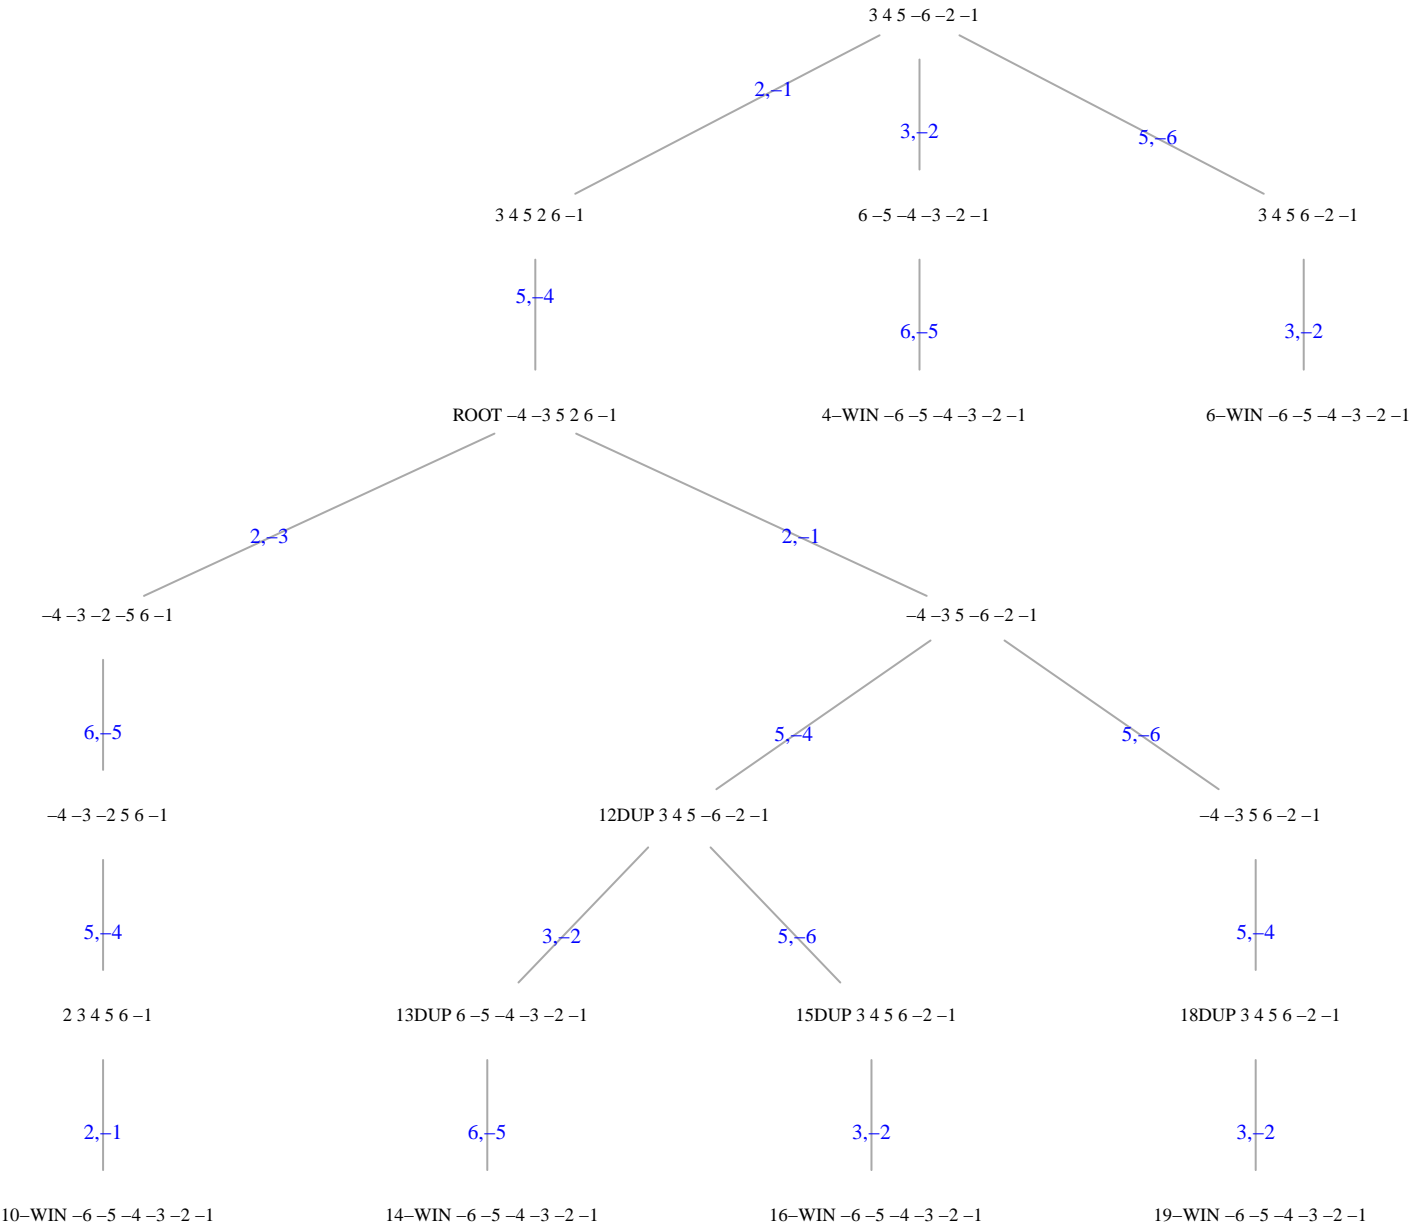 3 4 5 –6 –2 –1
2,–1
3,–2
5,–6
3 4 5 2 6 –1
6 –5 –4 –3 –2 –1
3 4 5 6 –2 –1
5,–4
6,–5
3,–2
ROOT –4 –3 5 2 6 –1
4–WIN –6 –5 –4 –3 –2 –1
6–WIN –6 –5 –4 –3 –2 –1
2,–3
2,–1
–4 –3 –2 –5 6 –1
–4 –3 5 –6 –2 –1
6,–5
5,–4
5,–6
–4 –3 –2 5 6 –1
12DUP 3 4 5 –6 –2 –1
–4 –3 5 6 –2 –1
5,–4
3,–2
5,–6
5,–4
2 3 4 5 6 –1
13DUP 6 –5 –4 –3 –2 –1
15DUP 3 4 5 6 –2 –1
18DUP 3 4 5 6 –2 –1
2,–1
6,–5
3,–2
3,–2
10–WIN –6 –5 –4 –3 –2 –1
14–WIN –6 –5 –4 –3 –2 –1
16–WIN –6 –5 –4 –3 –2 –1
19–WIN –6 –5 –4 –3 –2 –1